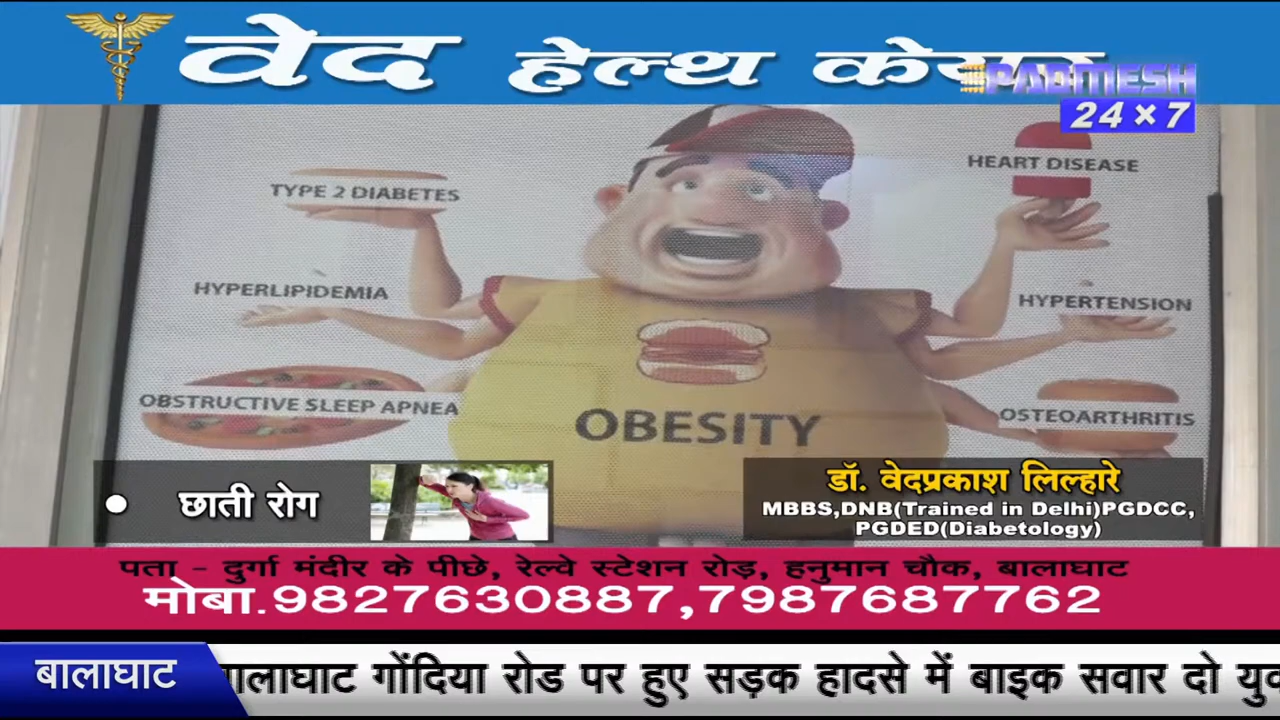 वेद हेल्थ केयर
PADMESH
24×7
TYPE 2 DIABETES
HEART DISEASE
HYPERLIPIDEMIA
HYPERTENSION
OBSTRUCTIVE SLEEP APNEA
OBESITY
OSTEOARTHRITIS
• छाती रोग
डॉ. वेदप्रकाश लिल्हारे
MBBS,DNB(Trained in Delhi)PGDCC,
PGDED(Diabetology)
पता - दुर्गा मंदीर के पीछे, रेल्वे स्टेशन रोड़, हनुमान चौक, बालाघाट
मोबा.9827630887,7987687762
बालाघाट
बालाघाट गोंदिया रोड पर हुए सड़क हादसे में बाइक सवार दो